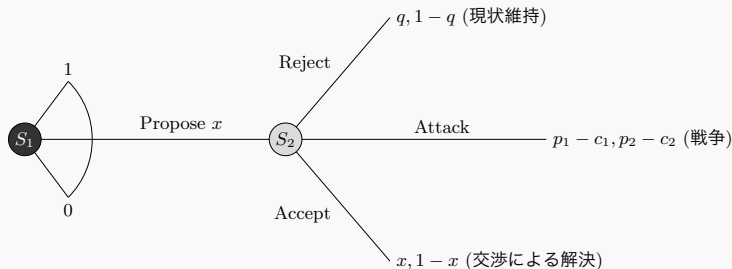 q, 1 − q (現状維持)
Reject
1
Propose x
S₁
S₂
Attack
p₁ − c₁, p₂ − c₂ (戦争)
0
Accept
x, 1 − x (交渉による解決)